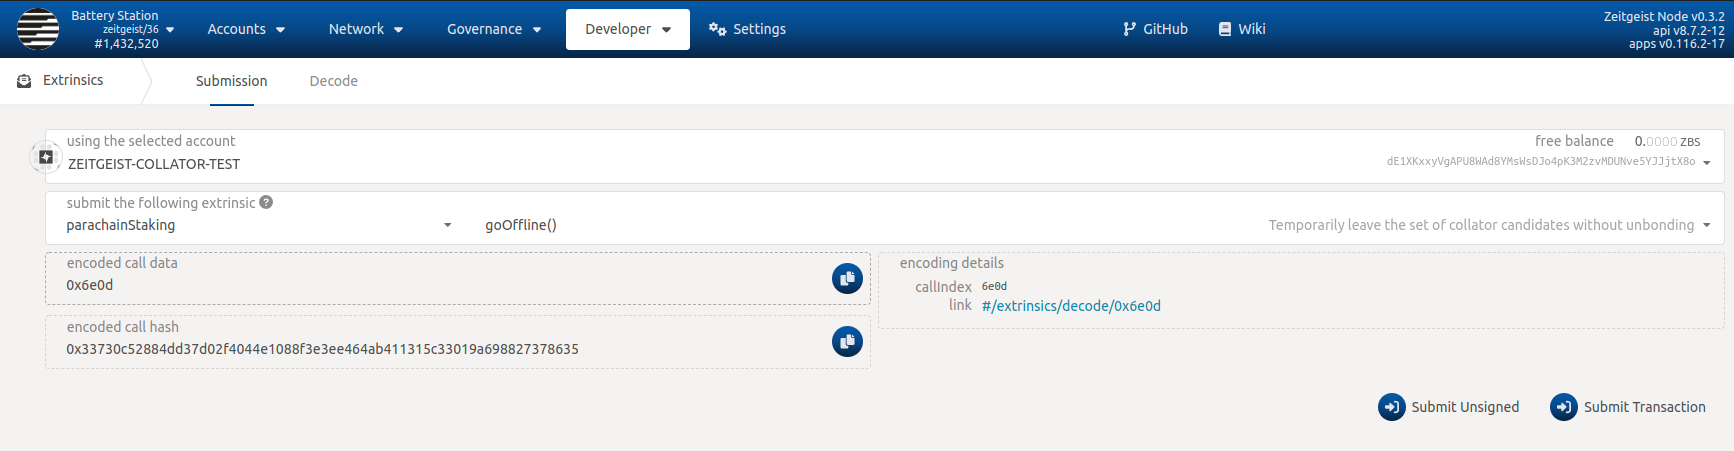 Battery Station
zeitgeist/36
#1,432,520
Accounts
Network
Governance
Developer
Settings
GitHub
Wiki
Zeitgeist Node v0.3.2
api v8.7.2-12
apps v0.116.2-17
Extrinsics
Submission
Decode
using the selected account
ZEITGEIST-COLLATOR-TEST
free balance 0.0000 ZBS
dE1XKxxyVgAPU8WAd8YMsWsDJo4pK3M2zvMDUNve5YJJjtX8o
submit the following extrinsic ?
parachainStaking
goOffline()
Temporarily leave the set of collator candidates without unbonding
encoded call data
0x6e0d
encoding details
callIndex 6e0d
link #/extrinsics/decode/0x6e0d
encoded call hash
0x33730c52884dd37d02f4044e1088f3e3ee464ab411315c33019a698827378635
Submit Unsigned
Submit Transaction